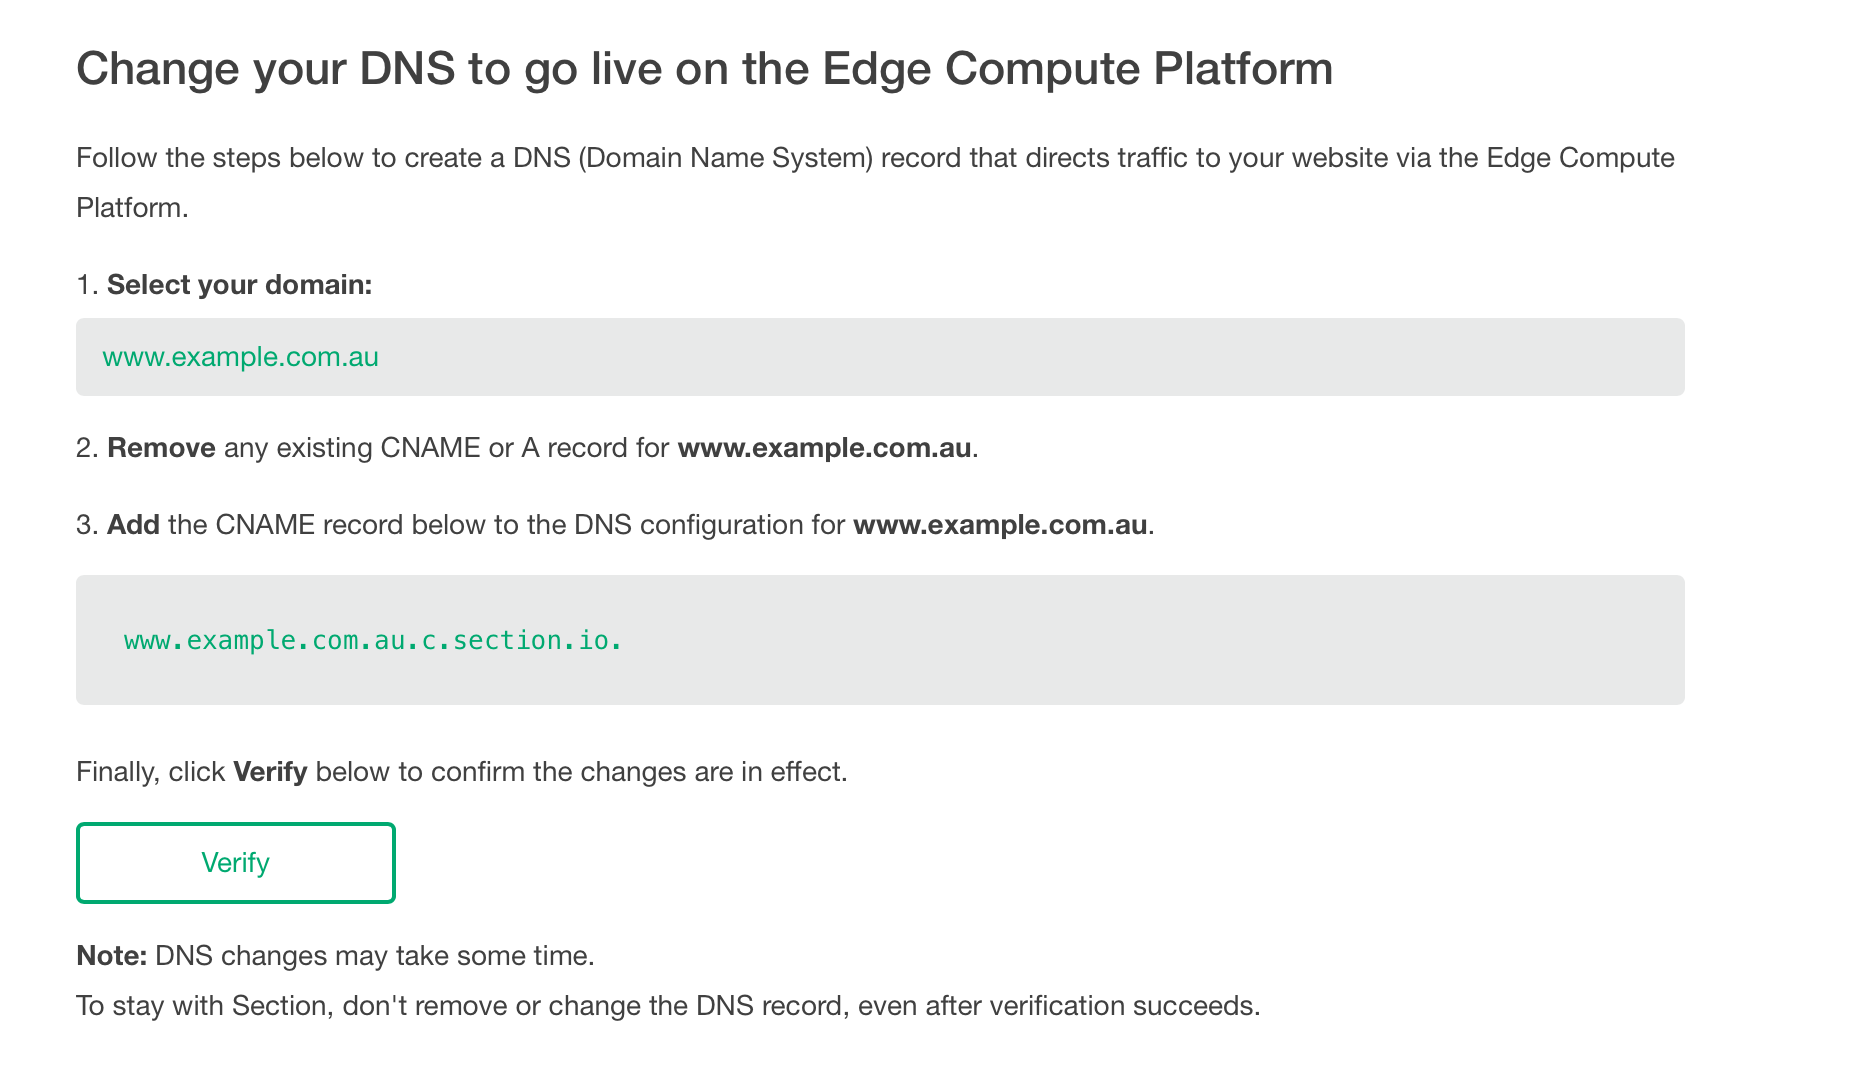 Change your DNS to go live on the Edge Compute Platform
Follow the steps below to create a DNS (Domain Name System) record that directs traffic to your website via the Edge Compute
Platform.
1. Select your domain:
www.example.com.au
2. Remove any existing CNAME or A record for www.example.com.au.
3. Add the CNAME record below to the DNS configuration for www.example.com.au.
www.example.com.au.c.section.io.
Finally, click Verify below to confirm the changes are in effect.
Verify
Note: DNS changes may take some time.
To stay with Section, don't remove or change the DNS record, even after verification succeeds.